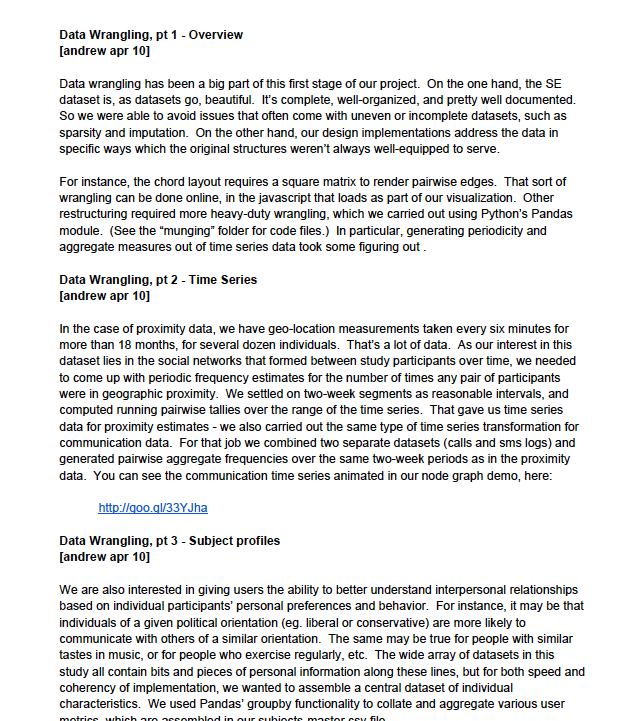 Data Wrangling, pt 1 - Overview
[andrew apr 10]
Data wrangling has been a big part of this first stage of our project.  On the one hand, the SE
dataset is, as datasets go, beautiful.  It's complete, well-organized, and pretty well documented.
So we were able to avoid issues that often come with uneven or incomplete datasets, such as
sparsity and imputation.  On the other hand, our design implementations address the data in
specific ways which the original structures weren't always well-equipped to serve.
For instance, the chord layout requires a square matrix to render pairwise edges.  That sort of
wrangling can be done online, in the javascript that loads as part of our visualization.  Other
restructuring required more heavy-duty wrangling, which we carried out using Python's Pandas
module.  (See the "munging" folder for code files.)  In particular, generating periodicity and
aggregate measures out of time series data took some figuring out .
Data Wrangling, pt 2 - Time Series
[andrew apr 10]
In the case of proximity data, we have geo-location measurements taken every six minutes for
more than 18 months, for several dozen individuals.  That's a lot of data.  As our interest in this
dataset lies in the social networks that formed between study participants over time, we needed
to come up with periodic frequency estimates for the number of times any pair of participants
were in geographic proximity.  We settled on two-week segments as reasonable intervals, and
computed running pairwise tallies over the range of the time series.  That gave us time series
data for proximity estimates - we also carried out the same type of time series transformation for
communication data.  For that job we combined two separate datasets (calls and sms logs) and
generated pairwise aggregate frequencies over the same two-week periods as in the proximity
data.  You can see the communication time series animated in our node graph demo, here:
http://goo.gl/33YJha
Data Wrangling, pt 3 - Subject profiles
[andrew apr 10]
We are also interested in giving users the ability to better understand interpersonal relationships
based on individual participants' personal preferences and behavior.  For instance, it may be that
individuals of a given political orientation (eg. liberal or conservative) are more likely to
communicate with others of a similar orientation.  The same may be true for people with similar
tastes in music, or for people who exercise regularly, etc.  The wide array of datasets in this
study all contain bits and pieces of personal information along these lines, but for both speed and
coherency of implementation, we wanted to assemble a central dataset of individual
characteristics.  We used Pandas' groupby functionality to collate and aggregate various user
metrics, which are assembled in our subjects-master.csv file.